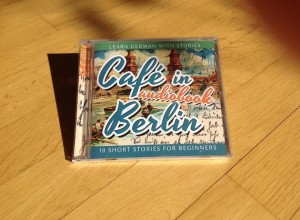 LEARN GERMAN WITH STORIES
Café in
audiobook
Berlin
10 SHORT STORIES FOR BEGINNERS